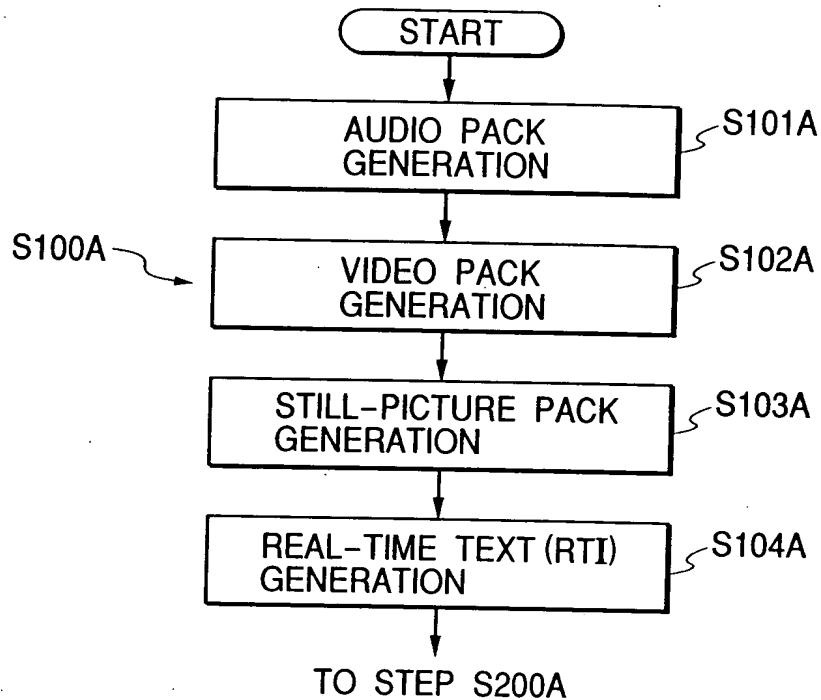 START
AUDIO PACK
GENERATION
S101A
S100A
VIDEO PACK
GENERATION
S102A
STILL-PICTURE PACK
GENERATION
S103A
REAL-TIME TEXT (RTI)
GENERATION
S104A
TO STEP S200A